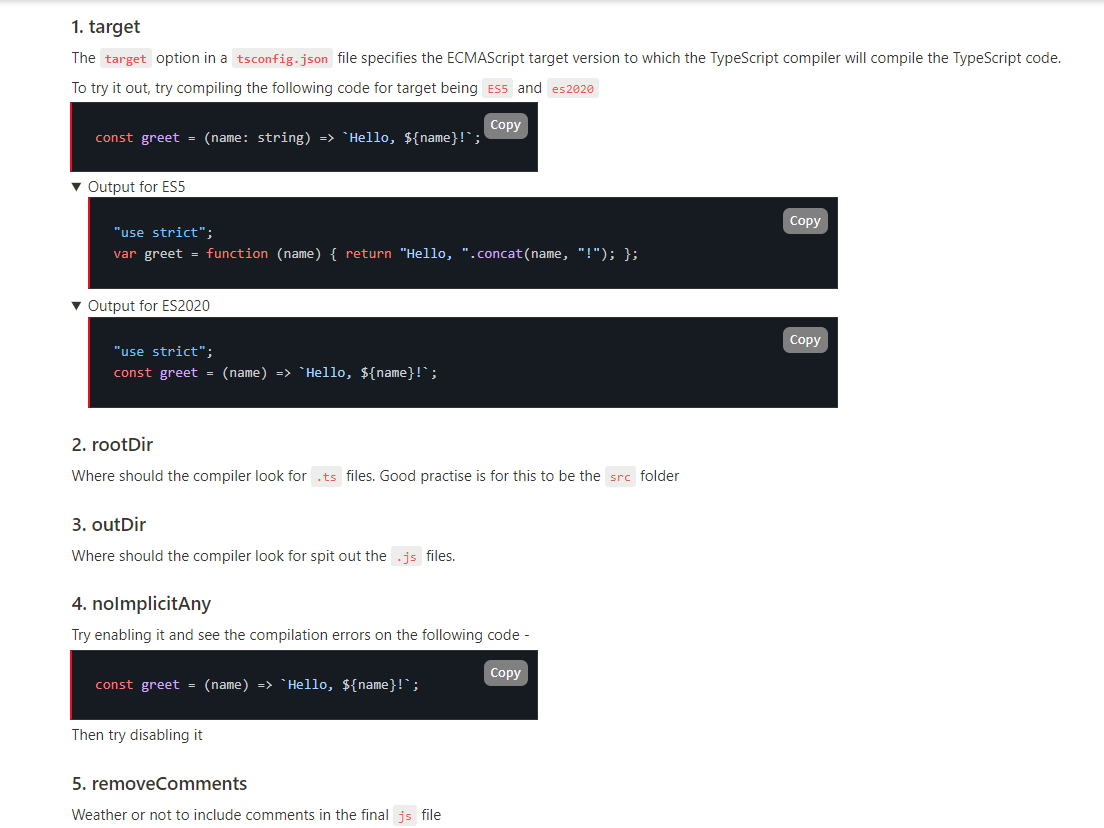 1. target
The target option in a tsconfig.json file specifies the ECMAScript target version to which the TypeScript compiler will compile the TypeScript code.
To try it out, try compiling the following code for target being ES5 and es2020
Copy
const greet = (name: string) => `Hello, ${name}!`;
Output for ES5
Copy
"use strict";
var greet = function (name) { return "Hello, ".concat(name, "!"); };
Output for ES2020
Copy
"use strict";
const greet = (name) => `Hello, ${name}!`;
2. rootDir
Where should the compiler look for .ts files. Good practise is for this to be the src folder
3. outDir
Where should the compiler look for spit out the .js files.
4. noImplicitAny
Try enabling it and see the compilation errors on the following code -
Copy
const greet = (name) => `Hello, ${name}!`;
Then try disabling it
5. removeComments
Weather or not to include comments in the final js file